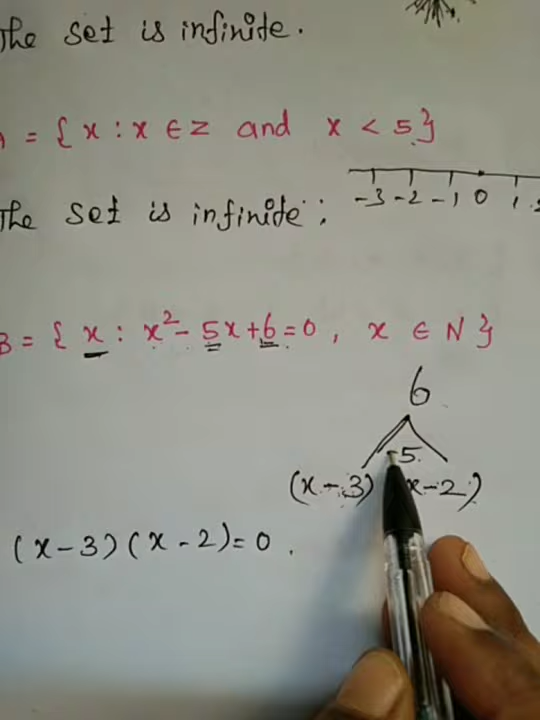 The set is infinite.
= { x : x ∈ Z and x < 5 }
-3 -2 -1 0 1
The set is infinite ;
B = { x : x² - 5x + 6 = 0 , x ∈ N }
6
-5
(x - 3) x - 2)
(x - 3) (x - 2) = 0 .